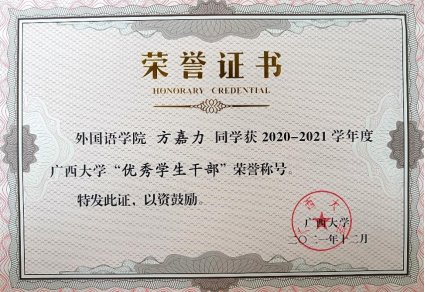 荣誉证书
HONORARY CREDENTIAL
外国语学院 方嘉力 同学获 2020-2021 学年度
广西大学“优秀学生干部”荣誉称号。
特发此证，以资鼓励。
广西大学
二〇二一年十二月